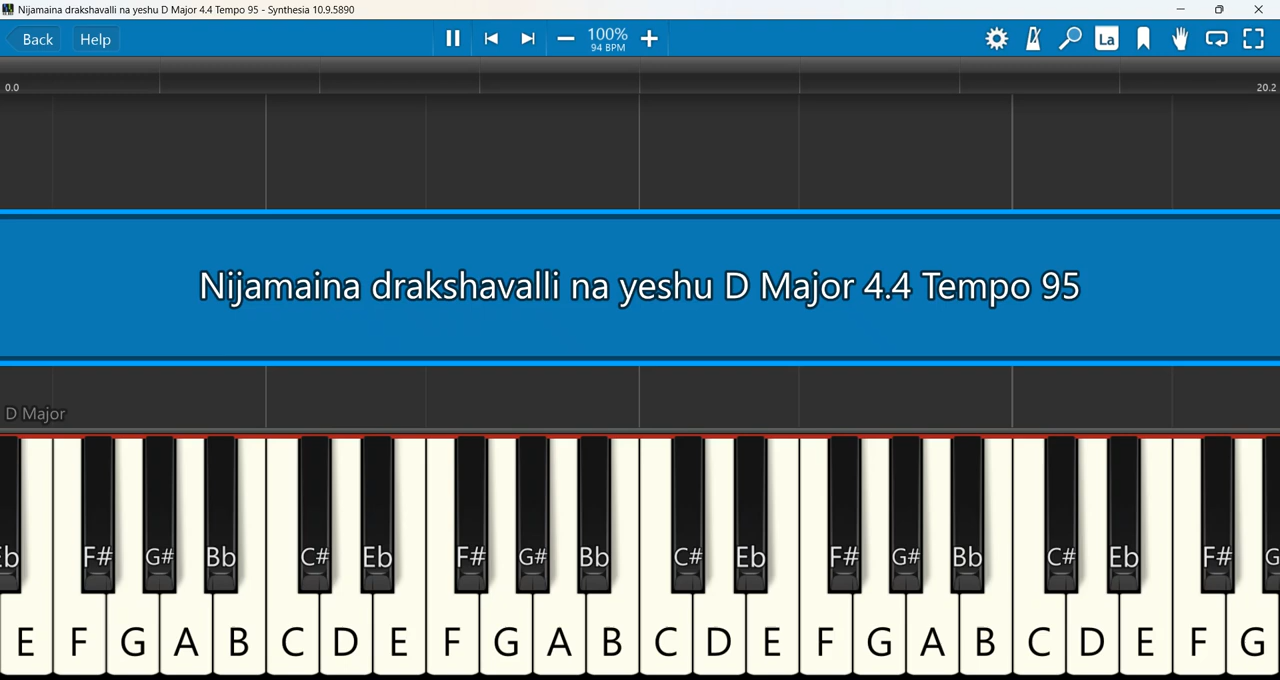 Nijamaina drakshavalli na yeshu D Major 4.4 Tempo 95 - Synthesia 10.9.5890
Back Help 100% La
94 BPM
0.0 20.2
Nijamaina drakshavalli na yeshu D Major 4.4 Tempo 95
D Major
Eb F# G# Bb C# Eb F# G# Bb C# Eb F# G# Bb C# Eb F# G
E F G A B C D E F G A B C D E F G A B C D E F G